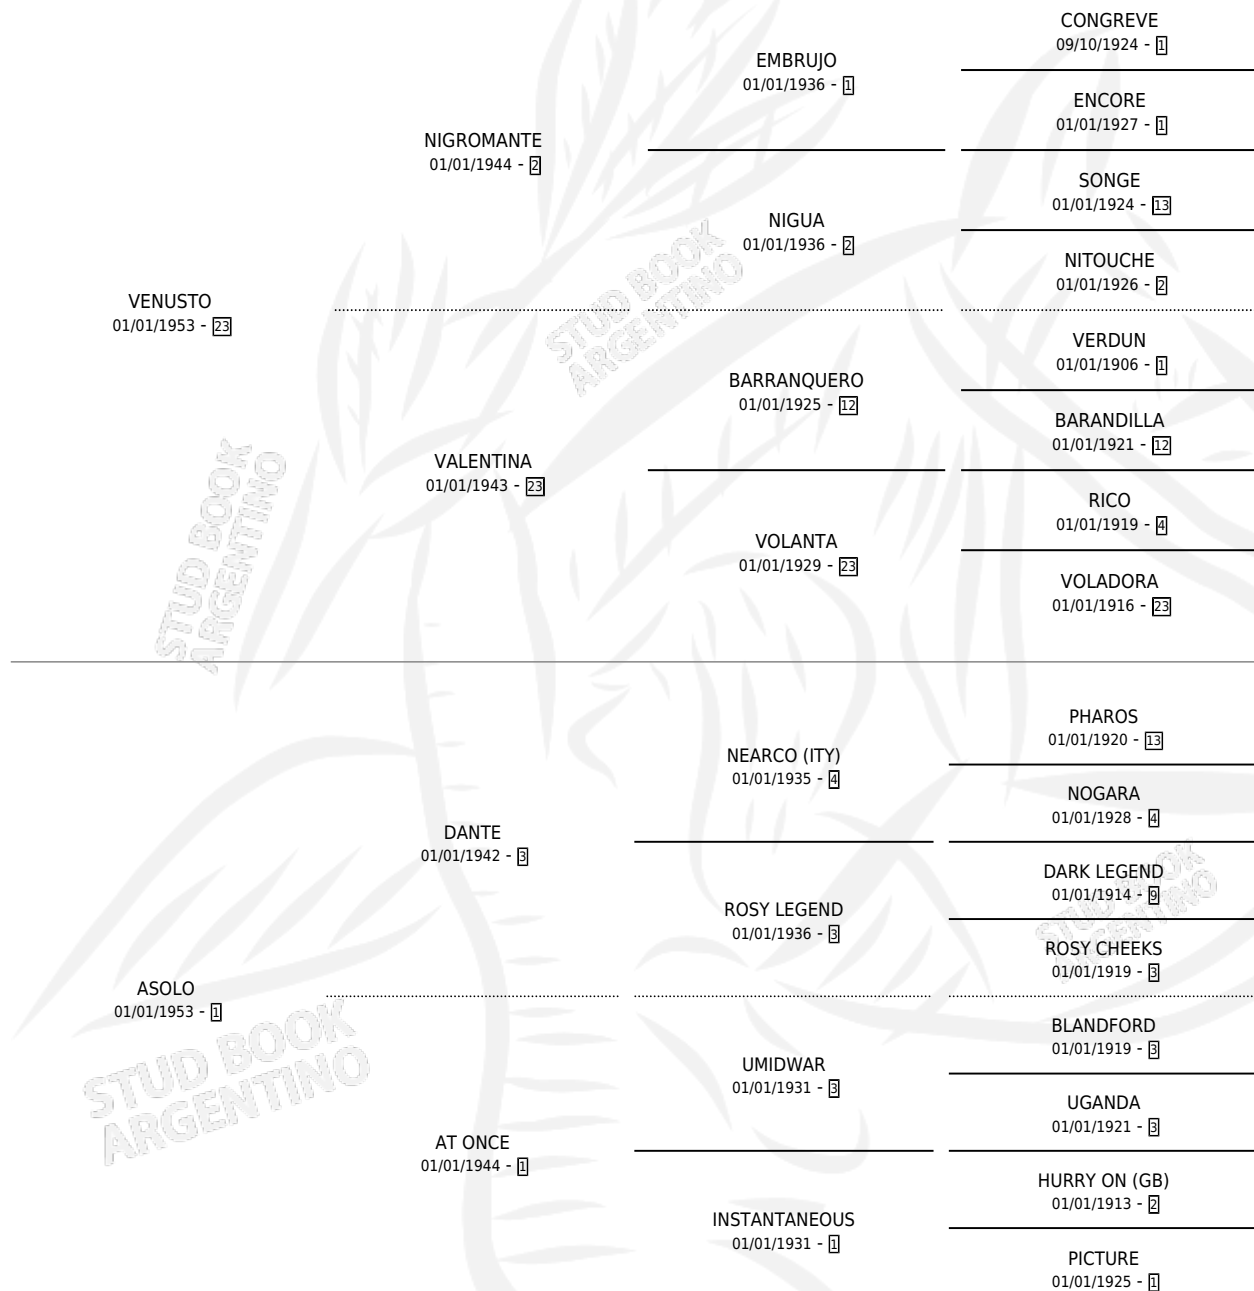 CONGREVE
09/10/1924 - 1
EMBRUJO
01/01/1936 - 1
ENCORE
01/01/1927 - 1
NIGROMANTE
01/01/1944 - 2
SONGE
01/01/1924 - 13
NIGUA
01/01/1936 - 2
NITOUCHE
01/01/1926 - 2
VENUSTO
01/01/1953 - 23
VERDUN
01/01/1906 - 1
BARRANQUERO
01/01/1925 - 12
BARANDILLA
01/01/1921 - 12
VALENTINA
01/01/1943 - 23
RICO
01/01/1919 - 4
VOLANTA
01/01/1929 - 23
VOLADORA
01/01/1916 - 23
PHAROS
01/01/1920 - 13
NEARCO (ITY)
01/01/1935 - 4
NOGARA
01/01/1928 - 4
DANTE
01/01/1942 - 3
DARK LEGEND
01/01/1914 - 9
ROSY LEGEND
01/01/1936 - 3
ROSY CHEEKS
01/01/1919 - 3
ASOLO
01/01/1953 - 1
BLANDFORD
01/01/1919 - 3
UMIDWAR
01/01/1931 - 3
UGANDA
01/01/1921 - 3
AT ONCE
01/01/1944 - 1
HURRY ON (GB)
01/01/1913 - 2
INSTANTANEOUS
01/01/1931 - 1
PICTURE
01/01/1925 - 1
STUD BOOK
ARGENTINO
STUD BOOK
ARGENTINO
STUD BOOK
ARGENTINO
STUD BOOK
ARGENTINO